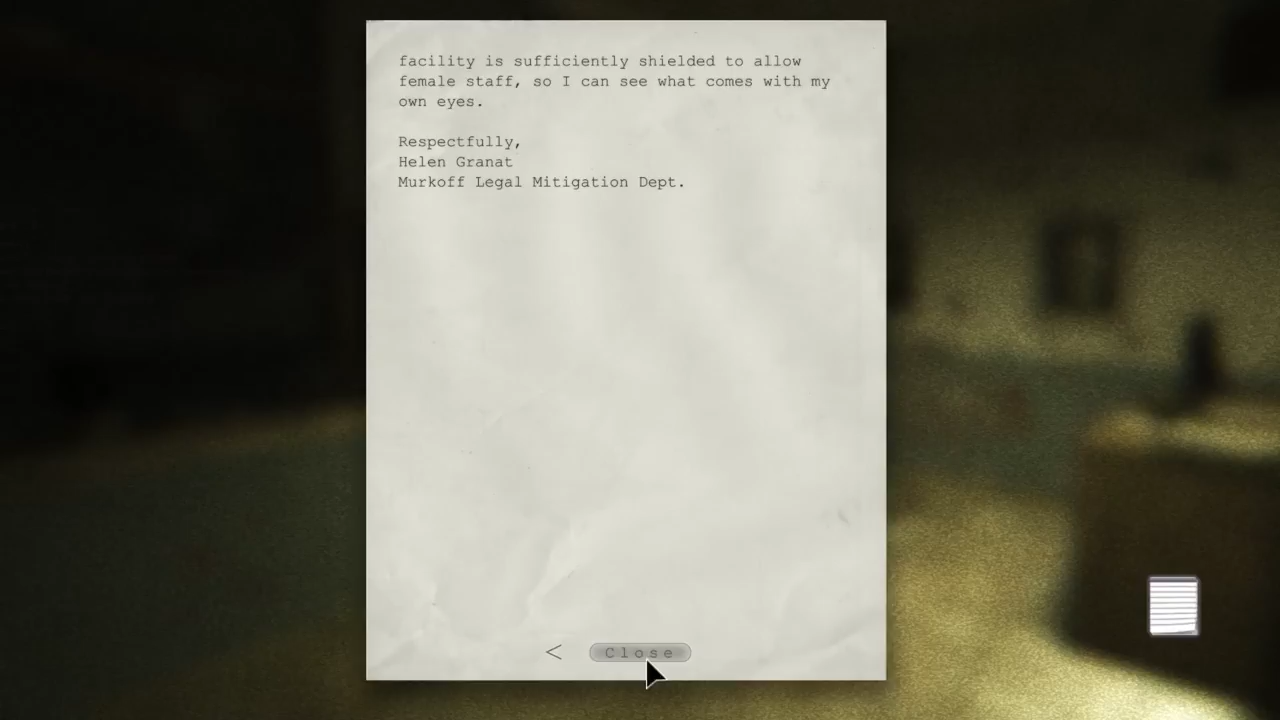 facility is sufficiently shielded to allow
female staff, so I can see what comes with my
own eyes.
Respectfully,
Helen Granat
Murkoff Legal Mitigation Dept.
< Close